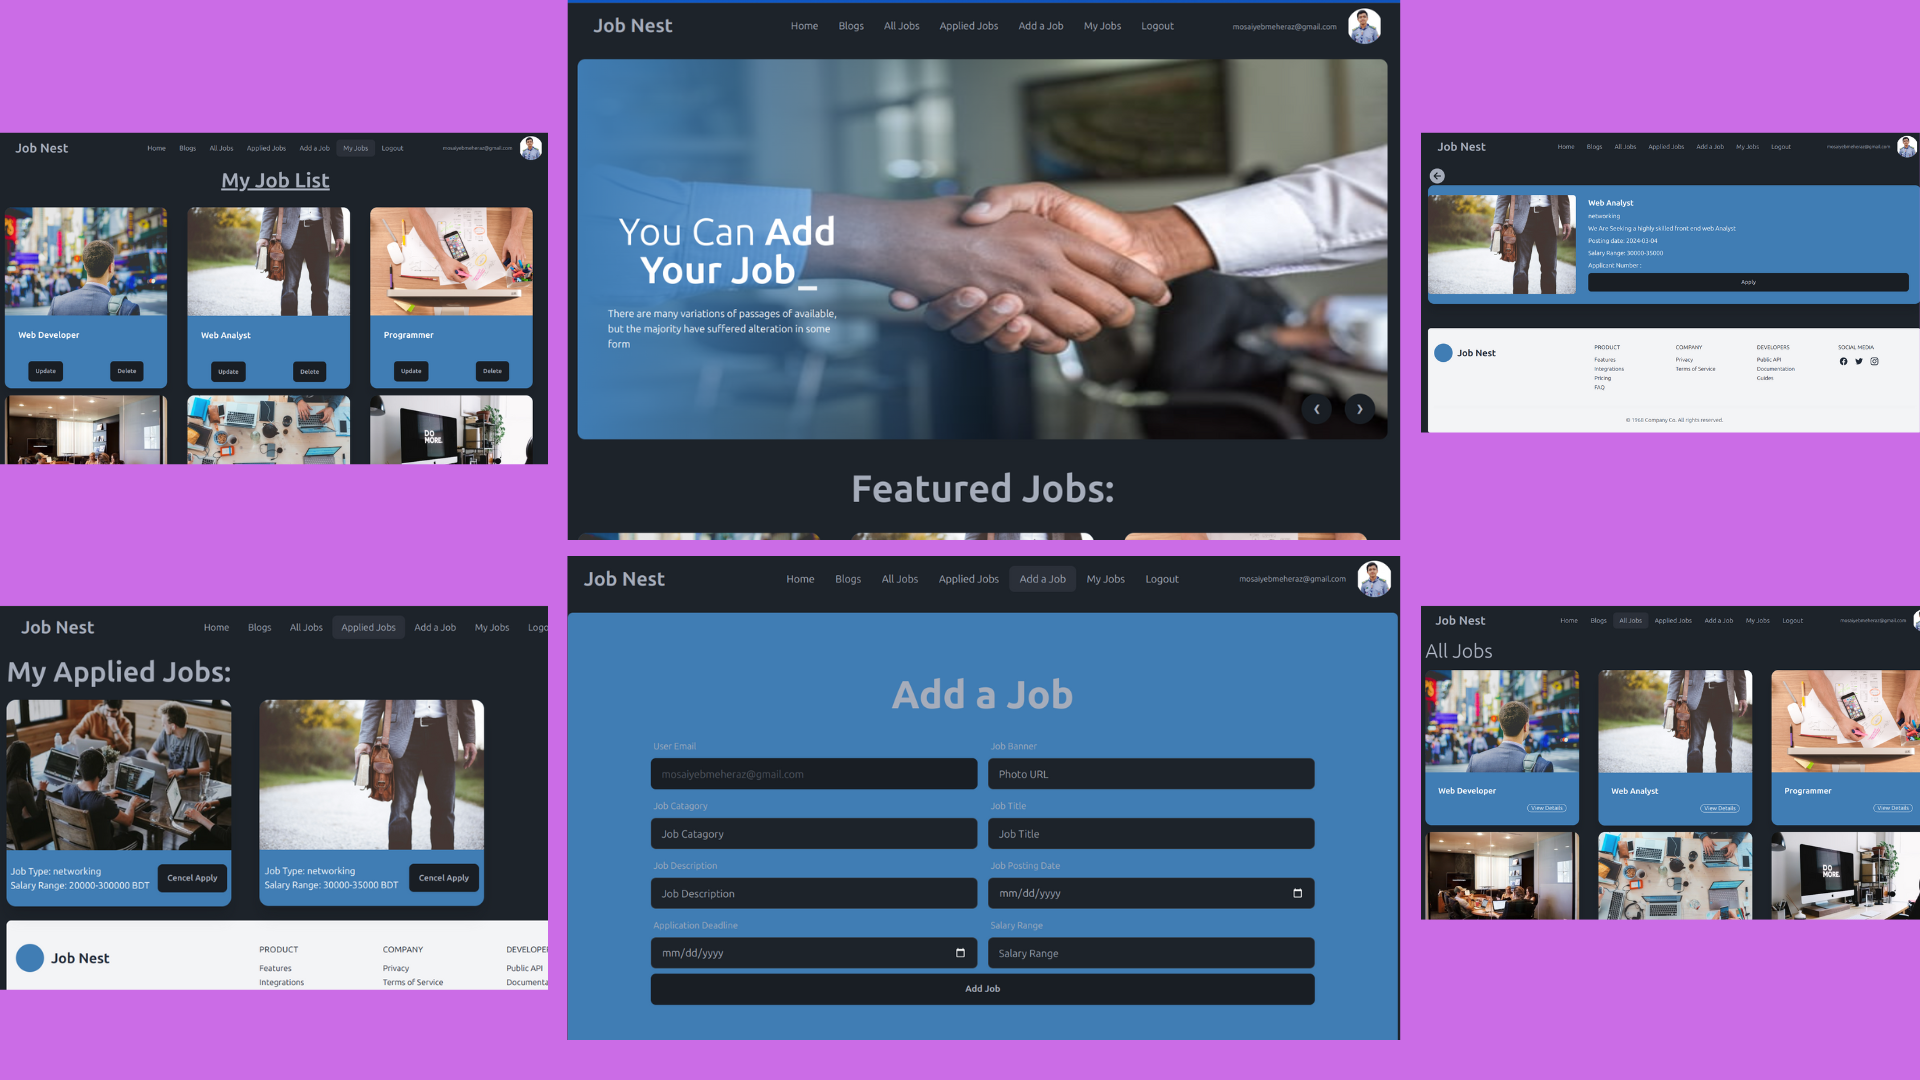 Job Nest
Home Blogs All Jobs Applied Jobs Add a Job My Jobs Logout
mosaiyebmeheraz@gmail.com
My Job List
Web Developer
Update Delete
Web Analyst
Update Delete
Programmer
Update Delete
DO
MORE.
Job Nest
Home Blogs All Jobs Applied Jobs Add a Job My Jobs Logout
mosaiyebmeheraz@gmail.com
You Can Add
Your Job_
There are many variations of passages of available,
but the majority have suffered alteration in some
form
❮ ❯
Featured Jobs:
Job Nest
Home Blogs All Jobs Applied Jobs Add a Job My Jobs Logout
mosaiyebmeheraz@gmail.com
Web Analyst
networking
We Are Seeking a highly skilled front end web Analyst
Posting date: 2024-03-04
Salary Range: 30000-35000
Applicant Number :
Apply
Job Nest
PRODUCT
Features
Integrations
Pricing
FAQ
COMPANY
Privacy
Terms of Service
DEVELOPERS
Public API
Documentation
Guides
SOCIAL MEDIA
© 1968 Company Co. All rights reserved.
Job Nest
Home Blogs All Jobs Applied Jobs Add a Job My Jobs Logo
My Applied Jobs:
Job Type: networking
Salary Range: 20000-300000 BDT
Cencel Apply
Job Type: networking
Salary Range: 30000-35000 BDT
Cencel Apply
Job Nest
PRODUCT
Features
Integrations
COMPANY
Privacy
Terms of Service
DEVELOPE
Public API
Documenta
Job Nest
Home Blogs All Jobs Applied Jobs Add a Job My Jobs Logout
mosaiyebmeheraz@gmail.com
Add a Job
User Email
mosaiyebmeheraz@gmail.com
Job Banner
Photo URL
Job Catagory
Job Catagory
Job Title
Job Title
Job Description
Job Description
Job Posting Date
mm/dd/yyyy
Application Deadline
mm/dd/yyyy
Salary Range
Salary Range
Add Job
Job Nest
Home Blogs All Jobs Applied Jobs Add a Job My Jobs Logout
mosaiyebmeheraz@gmail.com
All Jobs
Web Developer
View Details
Web Analyst
View Details
Programmer
View Details
DO
MORE.